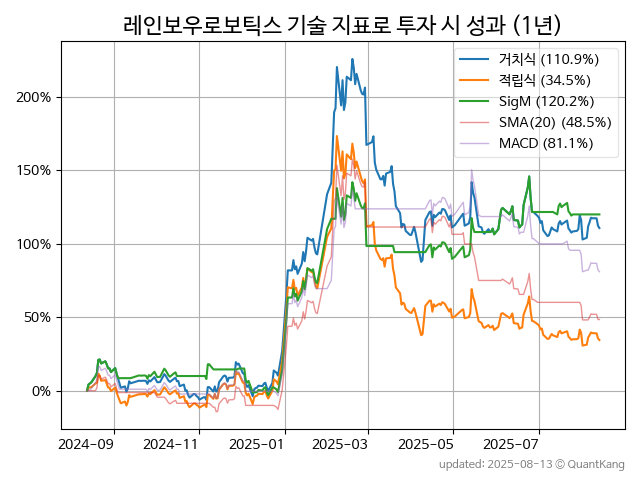 레인보우로보틱스 기술 지표로 투자 시 성과 (1년)
거치식 (110.9%)
적립식 (34.5%)
SigM (120.2%)
SMA(20) (48.5%)
MACD (81.1%)
200%
150%
100%
50%
0%
2024-09
2024-11
2025-01
2025-03
2025-05
2025-07
updated: 2025-08-13 © QuantKang